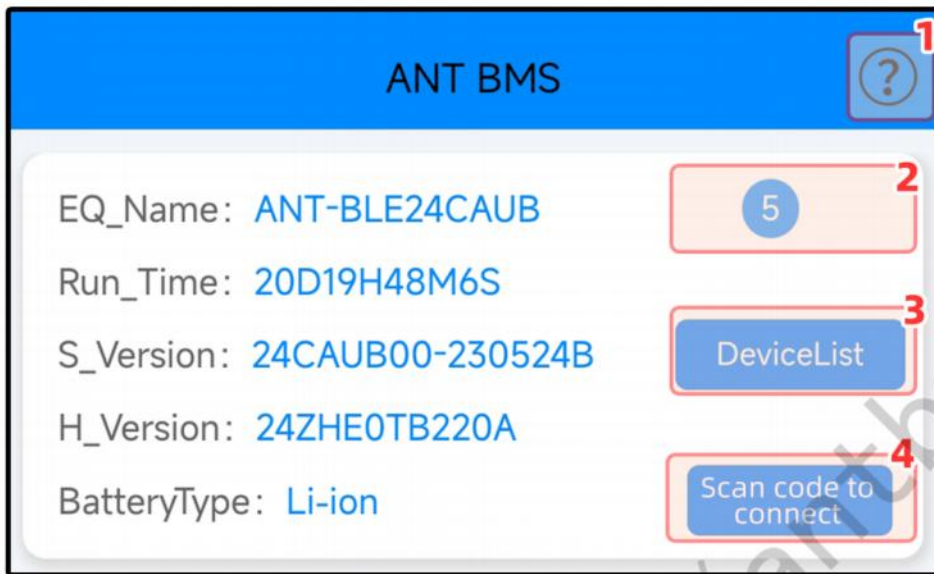 1
ANT BMS
?
2
EQ_Name: ANT-BLE24CAUB
5
Run_Time: 20D19H48M6S
3
S_Version: 24CAUB00-230524B
DeviceList
H_Version: 24ZHE0TB220A
4
BatteryType: Li-ion
Scan code to
connect